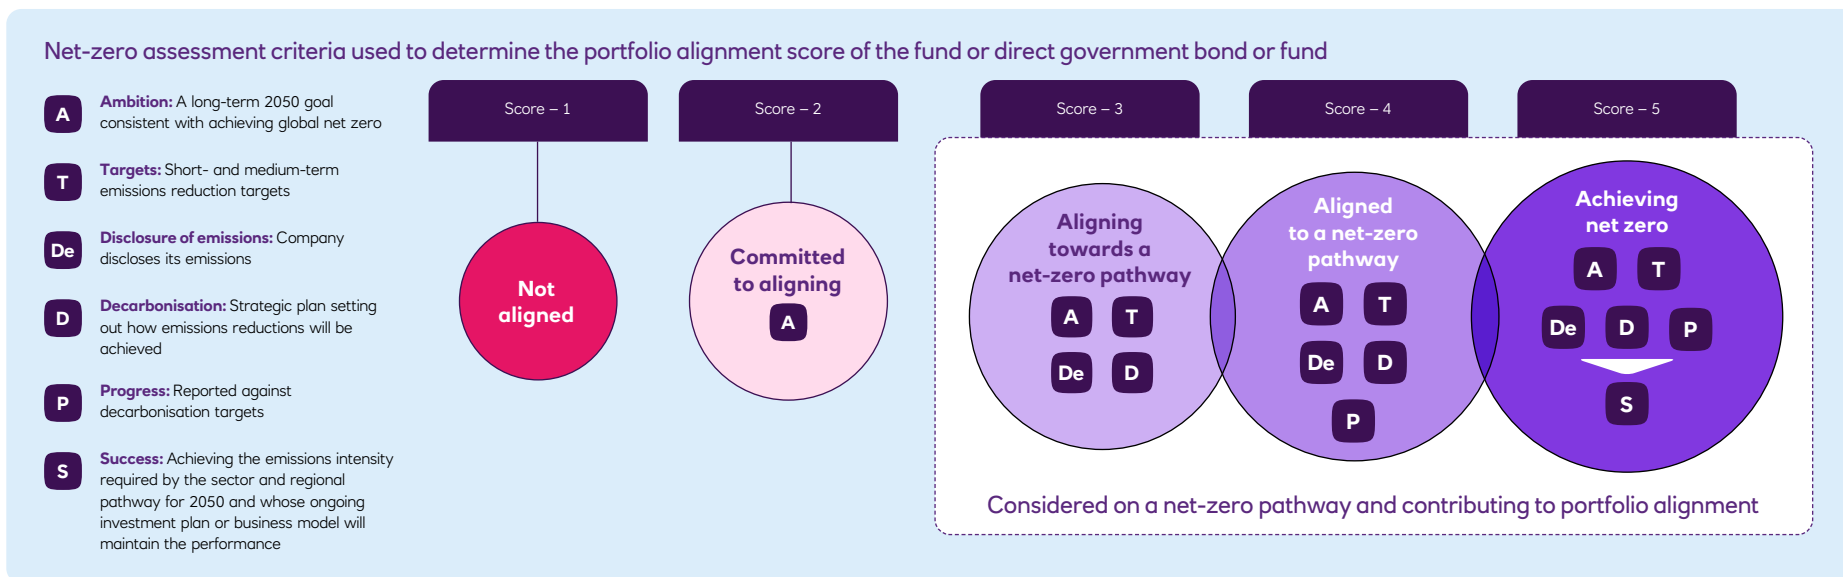 Net-zero assessment criteria used to determine the portfolio alignment score of the fund or direct government bond or fund
A
Ambition: A long-term 2050 goal
consistent with achieving global net zero
T
Targets: Short- and medium-term
emissions reduction targets
De
Disclosure of emissions: Company
discloses its emissions
D
Decarbonisation: Strategic plan setting
out how emissions reductions will be
achieved
P
Progress: Reported against
decarbonisation targets
S
Success: Achieving the emissions intensity
required by the sector and regional
pathway for 2050 and whose ongoing
investment plan or business model will
maintain the performance
Score – 1
Not
aligned
Score – 2
Committed
to aligning
A
Score – 3
Aligning
towards a
net-zero pathway
A T
De D
Score – 4
Aligned
to a net-zero
pathway
A T
De D
P
Score – 5
Achieving
net zero
A T
De D P
S
Considered on a net-zero pathway and contributing to portfolio alignment